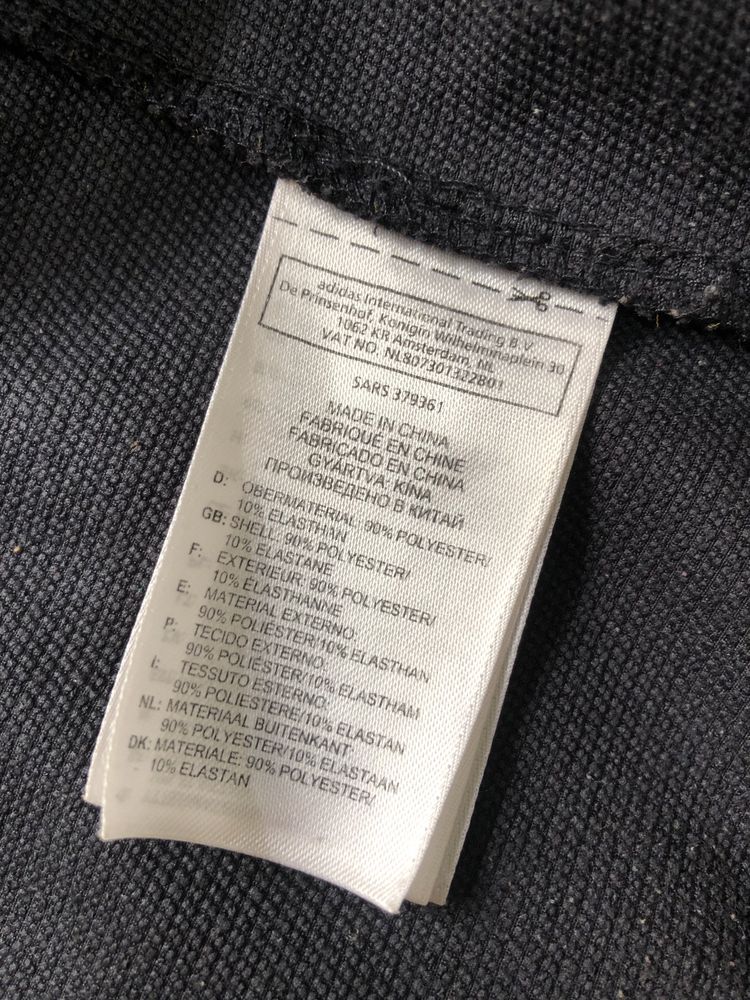 adidas International Trading B.V.
De Prinsenhof, Koningin Wilhelminaplein 30
1062 KR Amsterdam, NL
VAT NO. NL807301322B01
SARS 379361
MADE IN CHINA
FABRIQUÉ EN CHINE
FABRICADO EN CHINA
GYÁRTVA: KÍNA
ПРОИЗВЕДЕНО В КИТАЙ
D: OBERMATERIAL: 90% POLYESTER/
10% ELASTHAN
GB: SHELL: 90% POLYESTER/
10% ELASTANE
F: EXTERIEUR: 90% POLYESTER/
10% ÉLASTHANNE
E: MATERIAL EXTERNO:
90% POLIÉSTER/10% ELASTHAN
P: TECIDO EXTERNO:
90% POLIÉSTER/10% ELASTHAM
I: TESSUTO ESTERNO:
90% POLIESTERE/10% ELASTAN
NL: MATERIAAL BUITENKANT:
90% POLYESTER/10% ELASTAAN
DK: MATERIALE: 90% POLYESTER/
10% ELASTAN